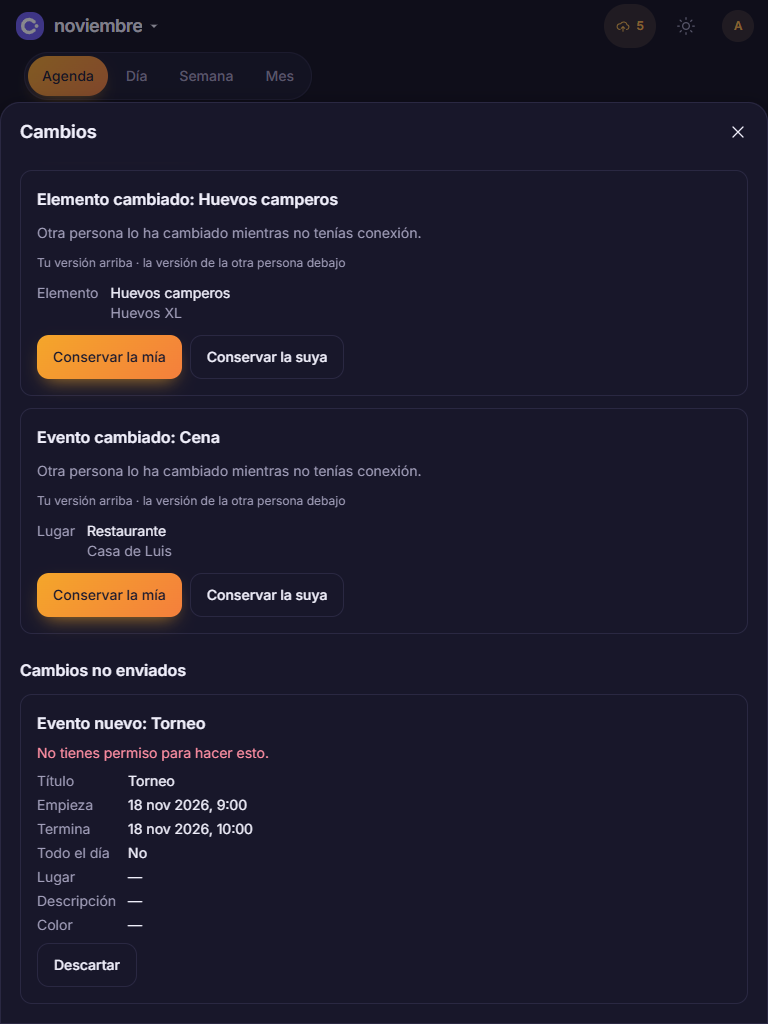 noviembre
5
A
Agenda
Día
Semana
Mes
Cambios
Elemento cambiado: Huevos camperos
Otra persona lo ha cambiado mientras no tenías conexión.
Tu versión arriba · la versión de la otra persona debajo
Elemento Huevos camperos
Huevos XL
Conservar la mía
Conservar la suya
Evento cambiado: Cena
Otra persona lo ha cambiado mientras no tenías conexión.
Tu versión arriba · la versión de la otra persona debajo
Lugar Restaurante
Casa de Luis
Conservar la mía
Conservar la suya
Cambios no enviados
Evento nuevo: Torneo
No tienes permiso para hacer esto.
Título Torneo
Empieza 18 nov 2026, 9:00
Termina 18 nov 2026, 10:00
Todo el día No
Lugar —
Descripción —
Color —
Descartar